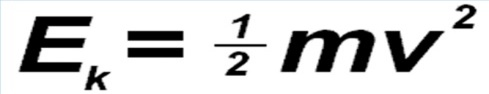 Eₖ = ½ mv²